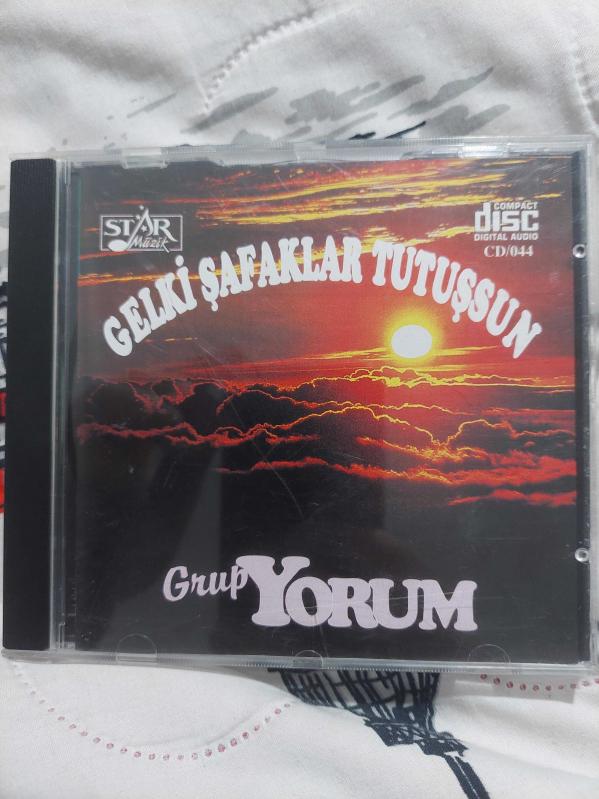 STAR
Müzik
COMPACT
disc
DIGITAL AUDIO
CD/044
GELKİ ŞAFAKLAR TUTUŞSUN
Grup YORUM